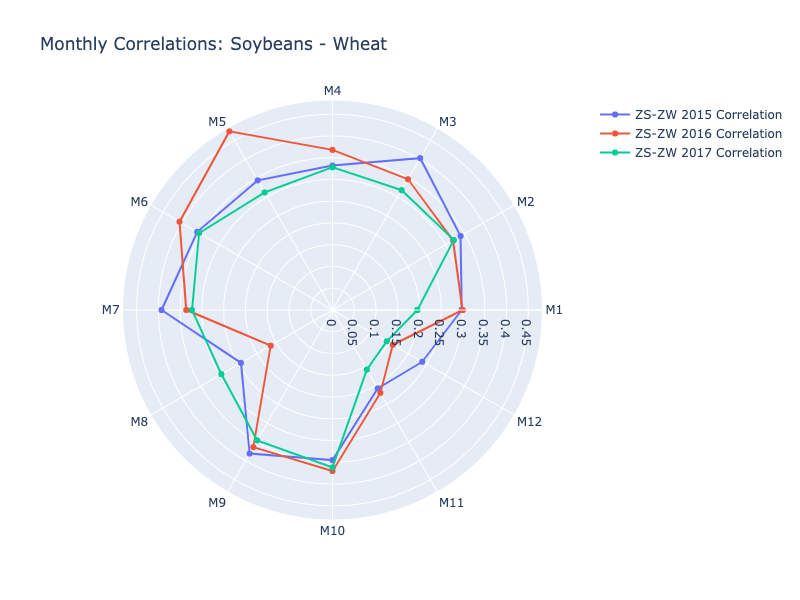 Monthly Correlations: Soybeans - Wheat
ZS-ZW 2015 Correlation
ZS-ZW 2016 Correlation
ZS-ZW 2017 Correlation
M4
M5
M3
M6
M2
M7
M1
0
0.05
0.1
0.15
0.2
0.25
0.3
0.35
0.4
0.45
M8
M12
M9
M11
M10